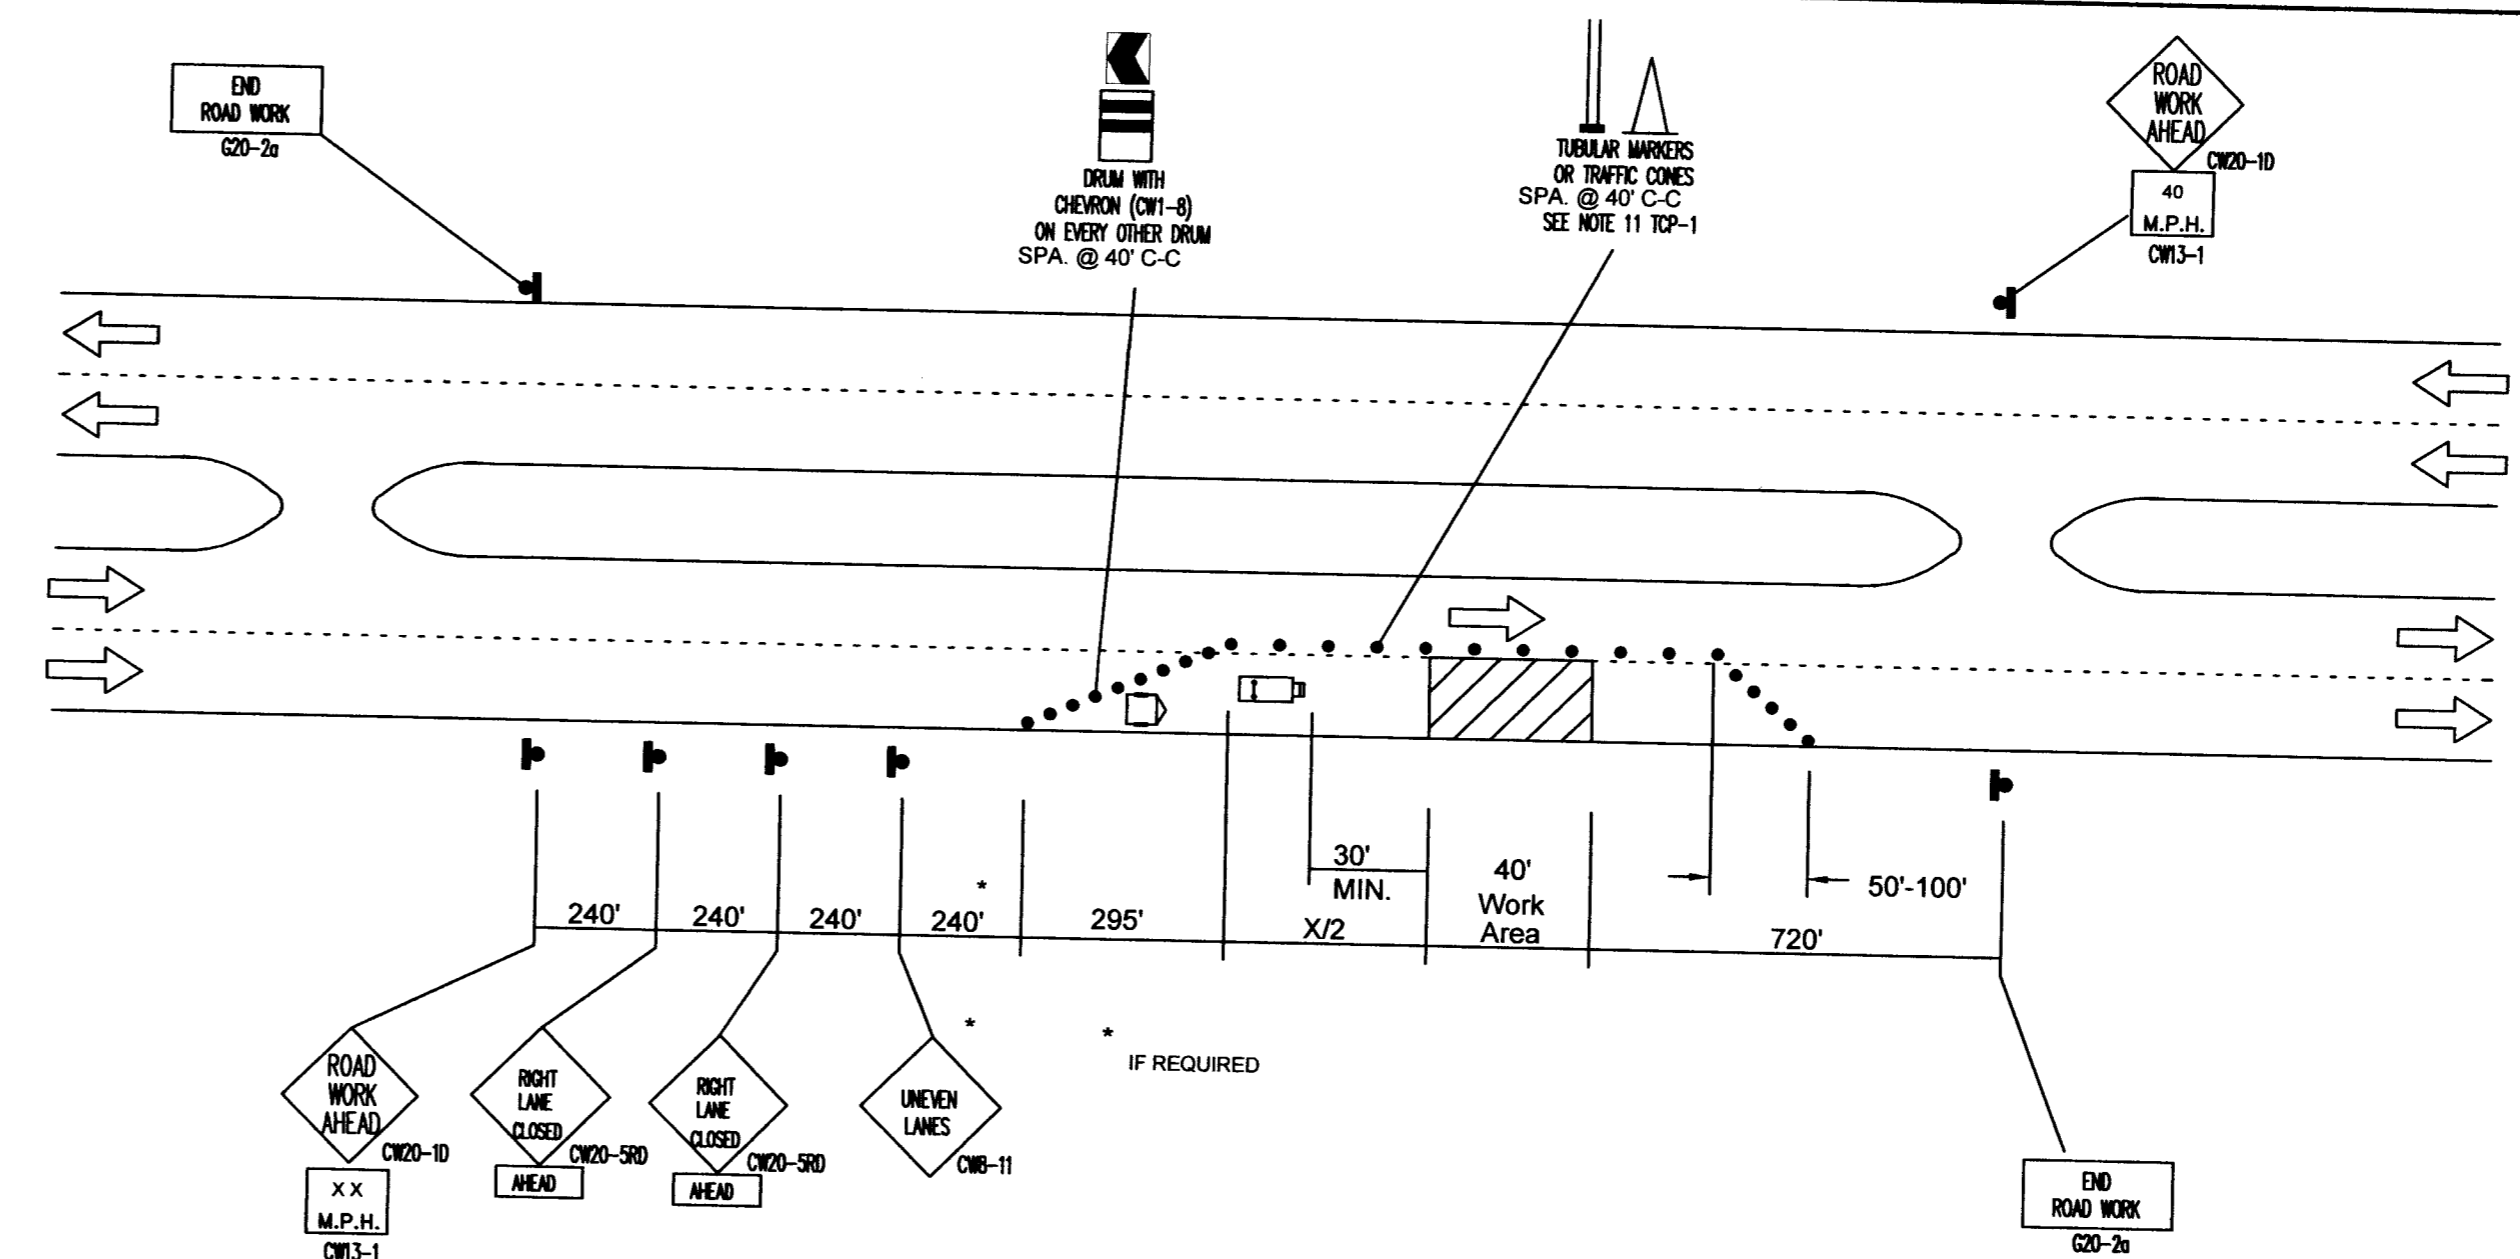 END
ROAD WORK
G20-2a
DRUM WITH
CHEVRON (CW1-8)
ON EVERY OTHER DRUM
SPA. @ 40' C-C
TUBULAR MARKERS
OR TRAFFIC CONES
SPA. @ 40' C-C
SEE NOTE 11 TCP-1
ROAD
WORK
AHEAD
CW20-1D
40
M.P.H.
CW13-1
240'
240'
240'
240'
*
295'
30'
MIN.
X/2
40'
Work
Area
50'-100'
720'
ROAD
WORK
AHEAD
CW20-1D
X X
M.P.H.
CW13-1
RIGHT
LANE
CLOSED
CW20-5RD
AHEAD
RIGHT
LANE
CLOSED
CW20-5RD
AHEAD
*
UNEVEN
LANES
CW8-11
*
IF REQUIRED
END
ROAD WORK
G20-2a